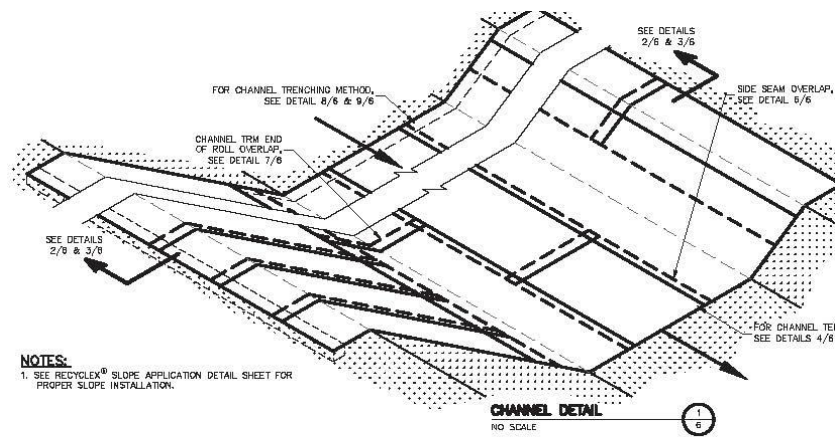 SEE DETAILS
2/6 & 3/6
FOR CHANNEL TRENCHING METHOD,
SEE DETAIL 8/6 & 9/6
SIDE SEAM OVERLAP,
SEE DETAIL 5/6
CHANNEL TRM END
OF ROLL OVERLAP,
SEE DETAIL 7/6
SEE DETAILS
2/6 & 3/6
FOR CHANNEL TE
SEE DETAILS 4/6
NOTES:
1. SEE RECYCLEX® SLOPE APPLICATION DETAIL SHEET FOR
PROPER SLOPE INSTALLATION.
CHANNEL DETAIL
NO SCALE
1
6